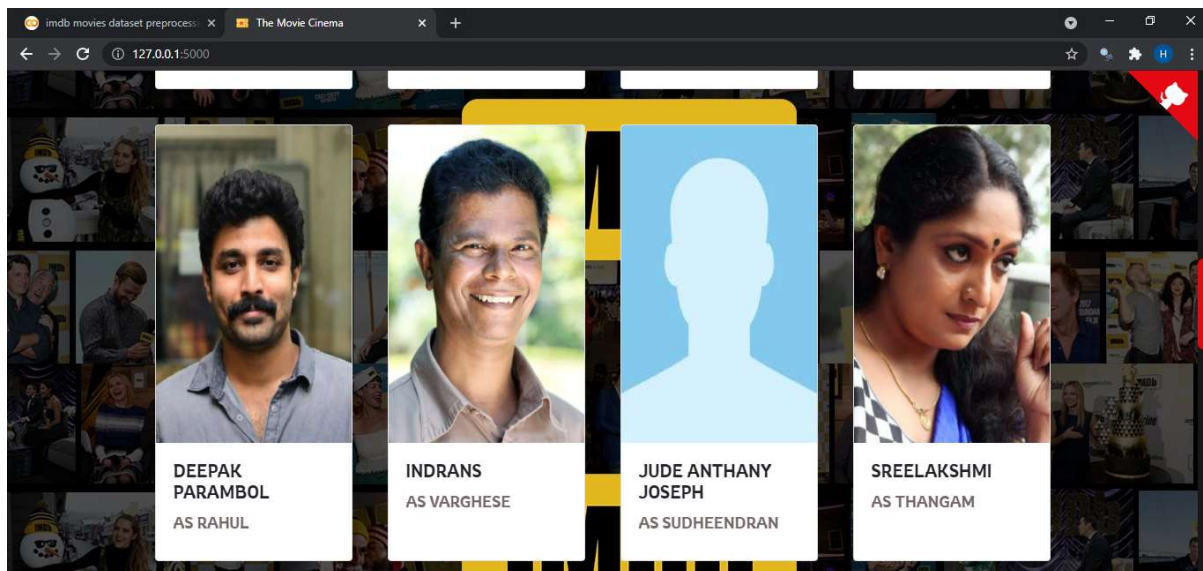 imdb movies dataset preprocessi
The Movie Cinema
127.0.0.1:5000
H
DEEPAK
PARAMBOL
AS RAHUL
INDRANS
AS VARGHESE
JUDE ANTHANY
JOSEPH
AS SUDHEENDRAN
SREELAKSHMI
AS THANGAM